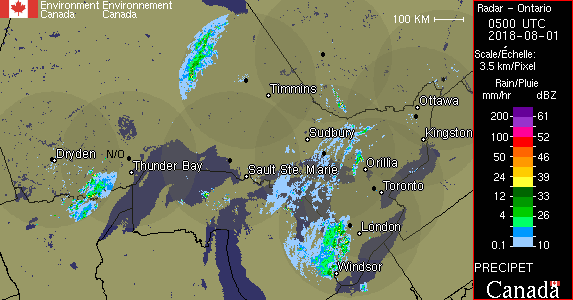 Environment Environnement
Canada Canada
100 KM
Timmins
Ottawa
Sudbury
Kingston
Dryden
N/O
Thunder Bay
Sault Ste. Marie
Orillia
Toronto
London
Windsor
Radar - Ontario
0500 UTC
2018-08-01
Scale/Échelle:
3.5 km/Pixel
Rain/Pluie
mm/hr dBZ
200 61
100 52
50 46
24 39
12 33
4 26
0.1 10
PRECIPET
Canada